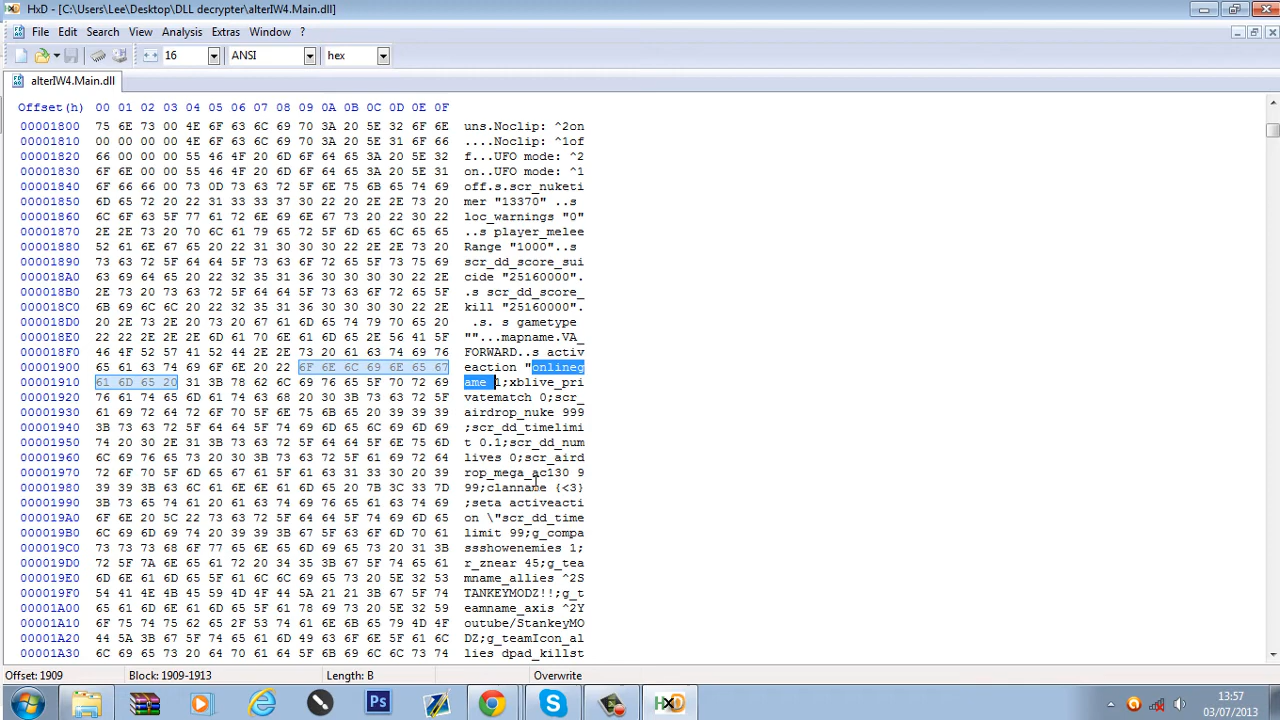 HxD - [C:\Users\Lee\Desktop\DLL decrypter\alterIW4.Main.dll]
File Edit Search View Analysis Extras Window ?
16 ANSI hex
alterIW4.Main.dll
Offset(h) 00 01 02 03 04 05 06 07 08 09 0A 0B 0C 0D 0E 0F
00001800 75 6E 73 00 4E 6F 63 6C 69 70 3A 20 5E 32 6F 6E uns.Noclip: ^2on
00001810 00 00 00 00 4E 6F 63 6C 69 70 3A 20 5E 31 6F 66 ....Noclip: ^1of
00001820 66 00 00 00 55 46 4F 20 6D 6F 64 65 3A 20 5E 32 f...UFO mode: ^2
00001830 6F 6E 00 00 55 46 4F 20 6D 6F 64 65 3A 20 5E 31 on..UFO mode: ^1
00001840 6F 66 66 00 73 0D 73 63 72 5F 6E 75 6B 65 74 69 off.s.scr_nuketi
00001850 6D 65 72 20 22 31 33 33 37 30 22 20 2E 2E 73 20 mer "13370" ..s
00001860 6C 6F 63 5F 77 61 72 6E 69 6E 67 73 20 22 30 22 loc_warnings "0"
00001870 2E 2E 73 20 70 6C 61 79 65 72 5F 6D 65 6C 65 65 ..s player_melee
00001880 52 61 6E 67 65 20 22 31 30 30 30 22 2E 2E 73 20 Range "1000"..s
00001890 73 63 72 5F 64 64 5F 73 63 6F 72 65 5F 73 75 69 scr_dd_score_sui
000018A0 63 69 64 65 20 22 32 35 31 36 30 30 30 30 22 2E cide "25160000".
000018B0 2E 73 20 73 63 72 5F 64 64 5F 73 63 6F 72 65 5F .s scr_dd_score_
000018C0 6B 69 6C 6C 20 22 32 35 31 36 30 30 30 30 22 2E kill "25160000".
000018D0 20 2E 73 2E 20 73 20 67 61 6D 65 74 79 70 65 20 .s. s gametype
000018E0 22 22 2E 2E 2E 6D 61 70 6E 61 6D 65 2E 56 41 5F ""...mapname.VA_
000018F0 46 4F 52 57 41 52 44 2E 2E 73 20 61 63 74 69 76 FORWARD..s activ
00001900 65 61 63 74 69 6F 6E 20 22 6F 6E 6C 69 6E 65 67 eaction "onlineg
00001910 61 6D 65 20 31 3B 78 62 6C 69 76 65 5F 70 72 69 ame 1;xblive_pri
00001920 76 61 74 65 6D 61 74 63 68 20 30 3B 73 63 72 5F vatematch 0;scr_
00001930 61 69 72 64 72 6F 70 5F 6E 75 6B 65 20 39 39 39 airdrop_nuke 999
00001940 3B 73 63 72 5F 64 64 5F 74 69 6D 65 6C 69 6D 69 ;scr_dd_timelimi
00001950 74 20 30 2E 31 3B 73 63 72 5F 64 64 5F 6E 75 6D t 0.1;scr_dd_num
00001960 6C 69 76 65 73 20 30 3B 73 63 72 5F 61 69 72 64 lives 0;scr_aird
00001970 72 6F 70 5F 6D 65 67 61 5F 61 63 31 33 30 20 39 rop_mega_ac130 9
00001980 39 39 3B 63 6C 61 6E 6E 61 6D 65 20 7B 3C 33 7D 99;clanname {<3}
00001990 3B 73 65 74 61 20 61 63 74 69 76 65 61 63 74 69 ;seta activeacti
000019A0 6F 6E 20 5C 22 73 63 72 5F 64 64 5F 74 69 6D 65 on \"scr_dd_time
000019B0 6C 69 6D 69 74 20 39 39 3B 67 5F 63 6F 6D 70 61 limit 99;g_compa
000019C0 73 73 73 68 6F 77 65 6E 65 6D 69 65 73 20 31 3B ssshowenemies 1;
000019D0 72 5F 7A 6E 65 61 72 20 34 35 3B 67 5F 74 65 61 r_znear 45;g_tea
000019E0 6D 6E 61 6D 65 5F 61 6C 6C 69 65 73 20 5E 32 53 mname_allies ^2S
000019F0 54 41 4E 4B 45 59 4D 4F 44 5A 21 21 3B 67 5F 74 TANKEYMODZ!!;g_t
00001A00 65 61 6D 6E 61 6D 65 5F 61 78 69 73 20 5E 32 59 eamname_axis ^2Y
00001A10 6F 75 74 75 62 65 2F 53 74 61 6E 6B 65 79 4D 4F outube/StankeyMO
00001A20 44 5A 3B 67 5F 74 65 61 6D 49 63 6F 6E 5F 61 6C DZ;g_teamIcon_al
00001A30 6C 69 65 73 20 64 70 61 64 5F 6B 69 6C 6C 73 74 lies dpad_killst
Offset: 1909 Block: 1909-1913 Length: B Overwrite
Ps
13:57
03/07/2013